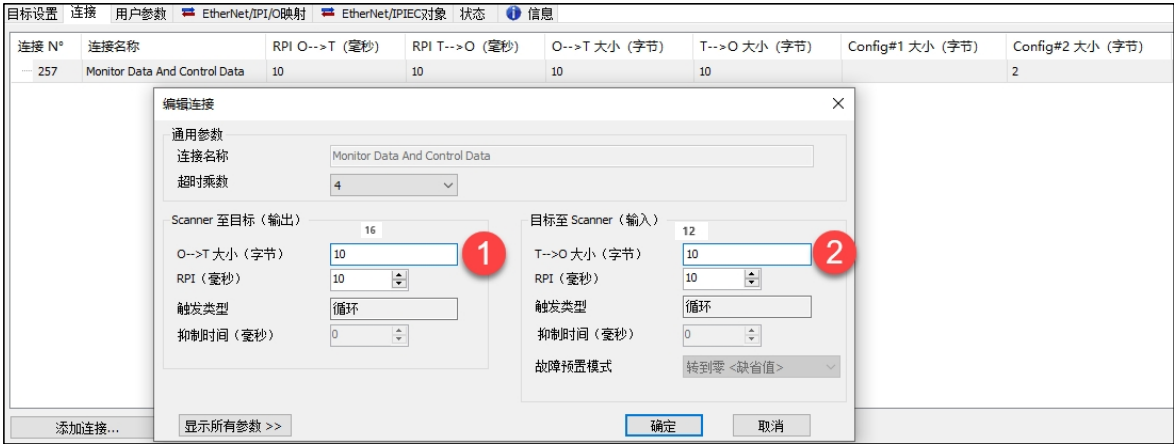 目标设置 连接 用户参数 EtherNet/IPI/O映射 EtherNet/IPIEC对象 状态 信息
连接 N° 连接名称 RPI O-->T（毫秒） RPI T-->O（毫秒） O-->T 大小（字节） T-->O 大小（字节） Config#1 大小（字节） Config#2 大小（字节）
257 Monitor Data And Control Data 10 10 10 10 2
编辑连接
通用参数
连接名称 Monitor Data And Control Data
超时乘数 4
Scanner 至目标（输出）
16
O-->T 大小（字节） 10 1
RPI（毫秒） 10
触发类型 循环
抑制时间（毫秒） 0
目标至 Scanner（输入）
12
T-->O 大小（字节） 10 2
RPI（毫秒） 10
触发类型 循环
抑制时间（毫秒） 0
故障预置模式 转到零 <缺省值>
添加连接... 显示所有参数 >> 确定 取消